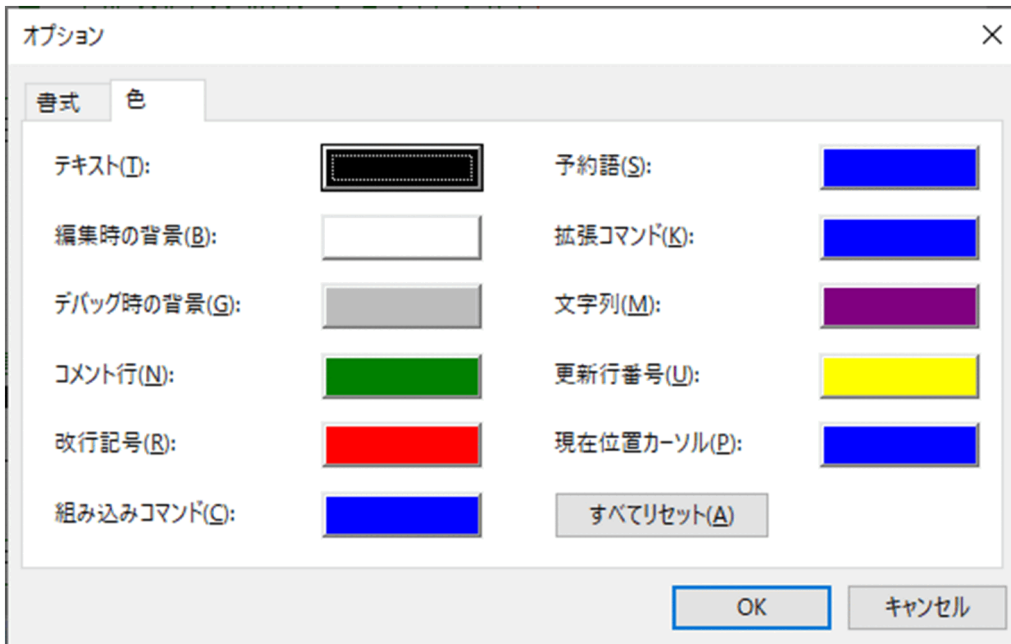 オプション
書式 色
テキスト(T):
編集時の背景(B):
デバッグ時の背景(G):
コメント行(N):
改行記号(R):
組み込みコマンド(C):
予約語(S):
拡張コマンド(K):
文字列(M):
更新行番号(U):
現在位置カーソル(P):
すべてリセット(A)
OK キャンセル